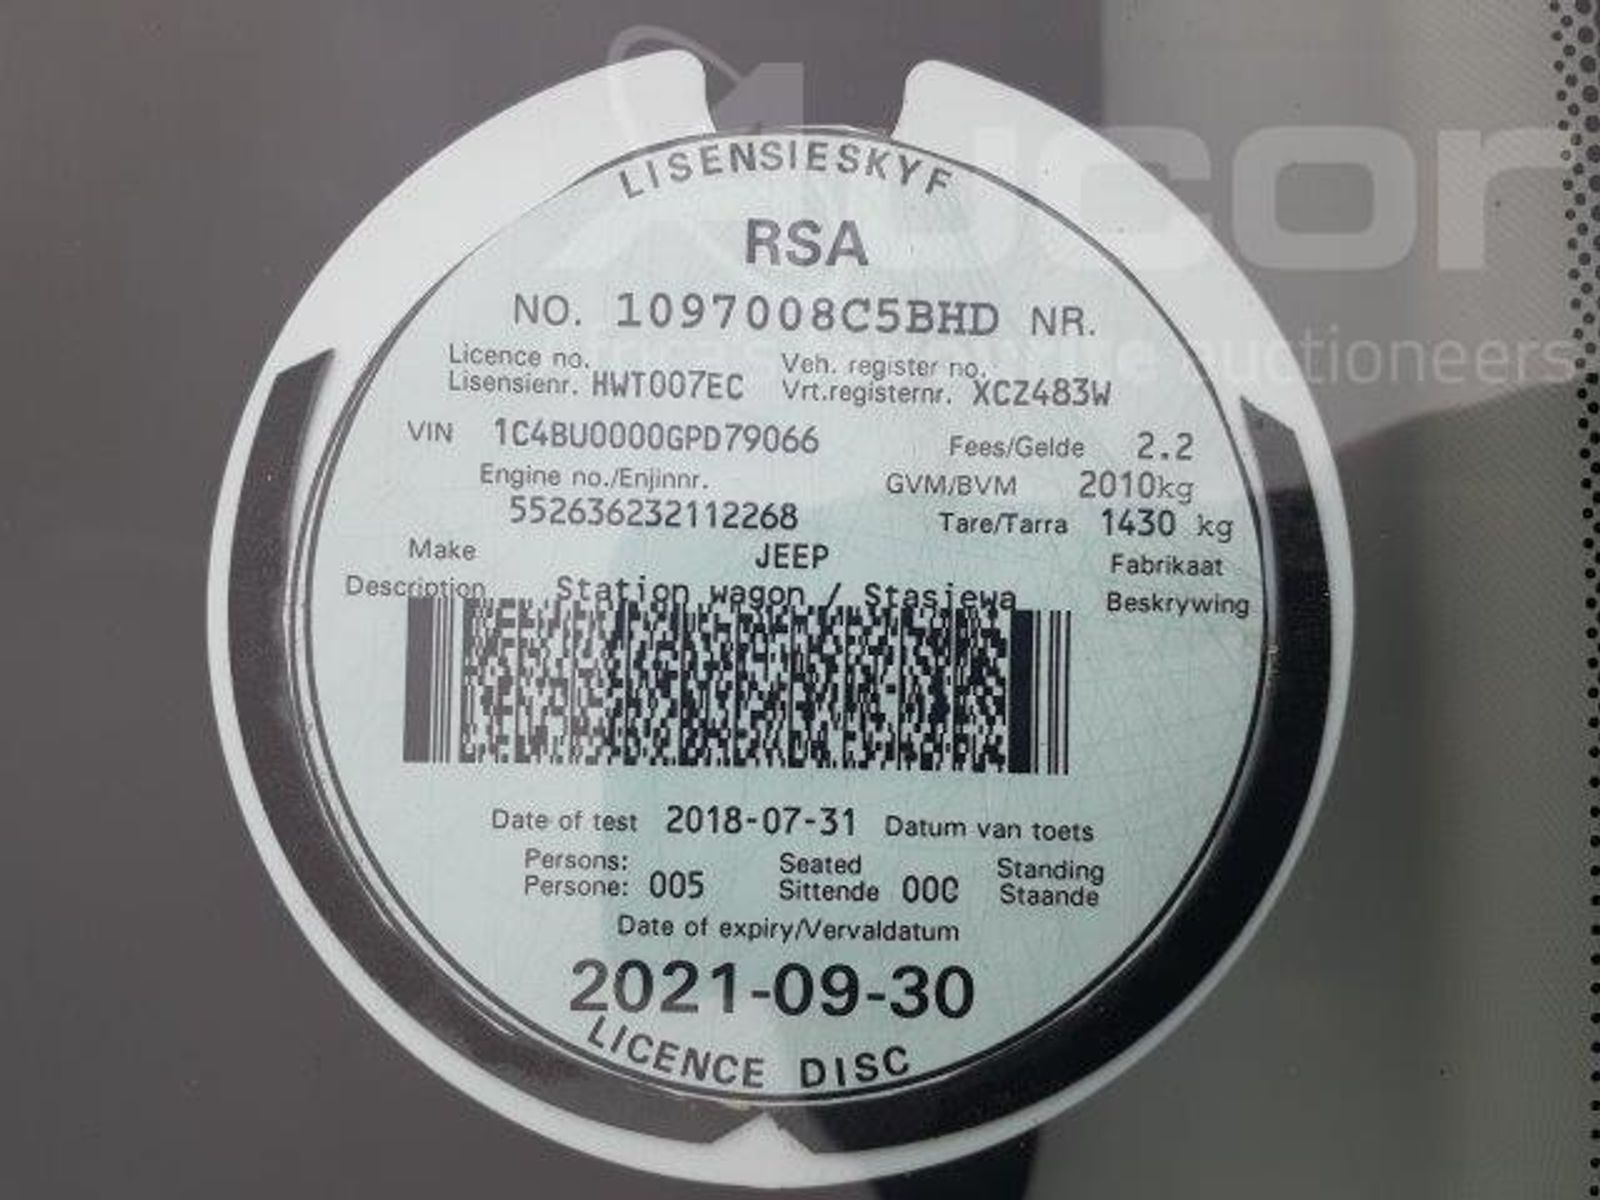 Aucor
Africa's favourite auctioneers
LISENSIESKYF
RSA
NO. 1097008C5BHD NR.
Licence no. Veh. register no.
Lisensienr. HWT007EC Vrt.registernr. XCZ483W
VIN 1C4BU0000GPD79066 Fees/Gelde 2.2
Engine no./Enjinnr. GVM/BVM 2010kg
552636232112268 Tare/Tarra 1430 kg
Make JEEP Fabrikaat
Description Station wagon / Stasiewa Beskrywing
Date of test 2018-07-31 Datum van toets
Persons: Seated Standing
Persone: 005 Sittende 000 Staande
Date of expiry/Vervaldatum
2021-09-30
LICENCE DISC